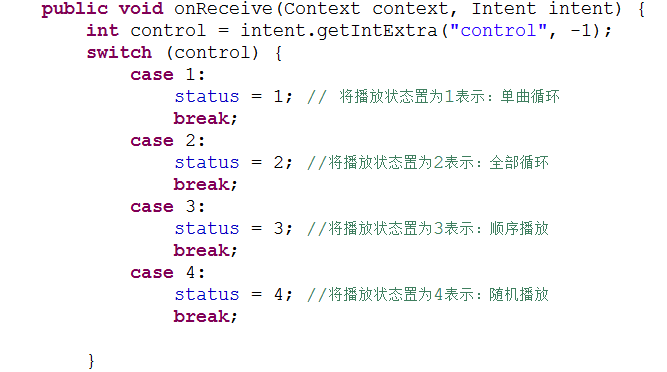 public void onReceive(Context context, Intent intent) {
int control = intent.getIntExtra("control", -1);
switch (control) {
case 1:
status = 1; // 将播放状态置为1表示：单曲循环
break;
case 2:
status = 2; //将播放状态置为2表示：全部循环
break;
case 3:
status = 3; //将播放状态置为3表示：顺序播放
break;
case 4:
status = 4; //将播放状态置为4表示：随机播放
break;
}